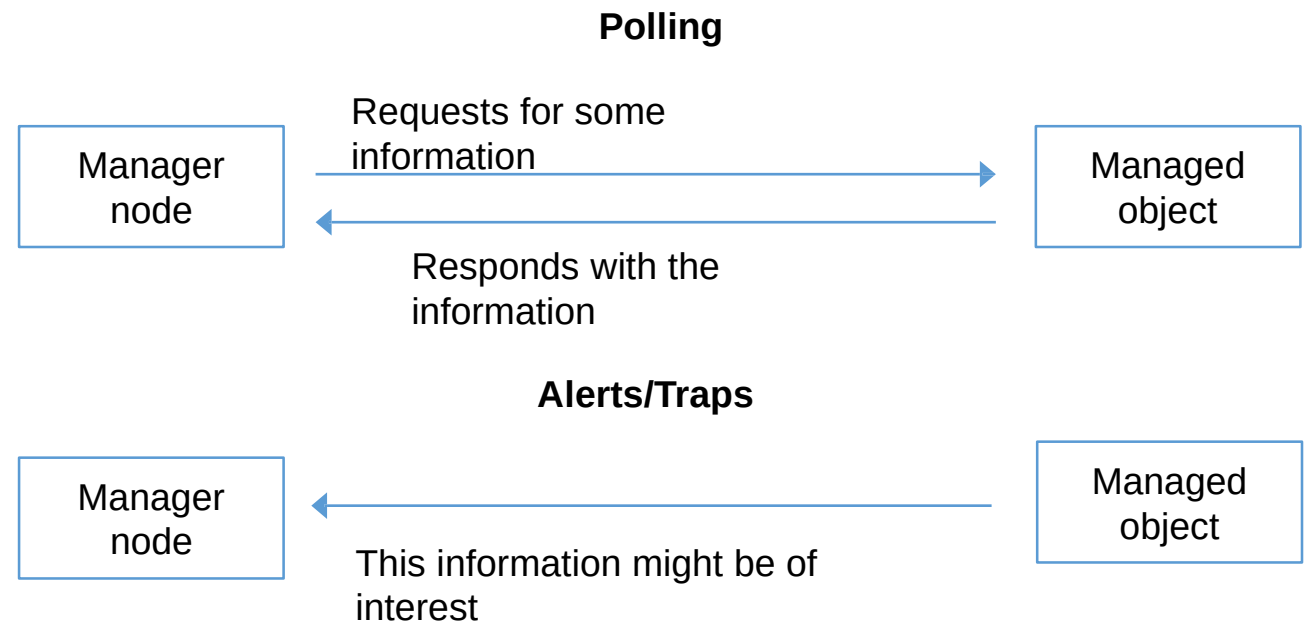 Polling
Requests for some
information
Manager
node
Managed
object
Responds with the
information
Alerts/Traps
Manager
node
Managed
object
This information might be of
interest